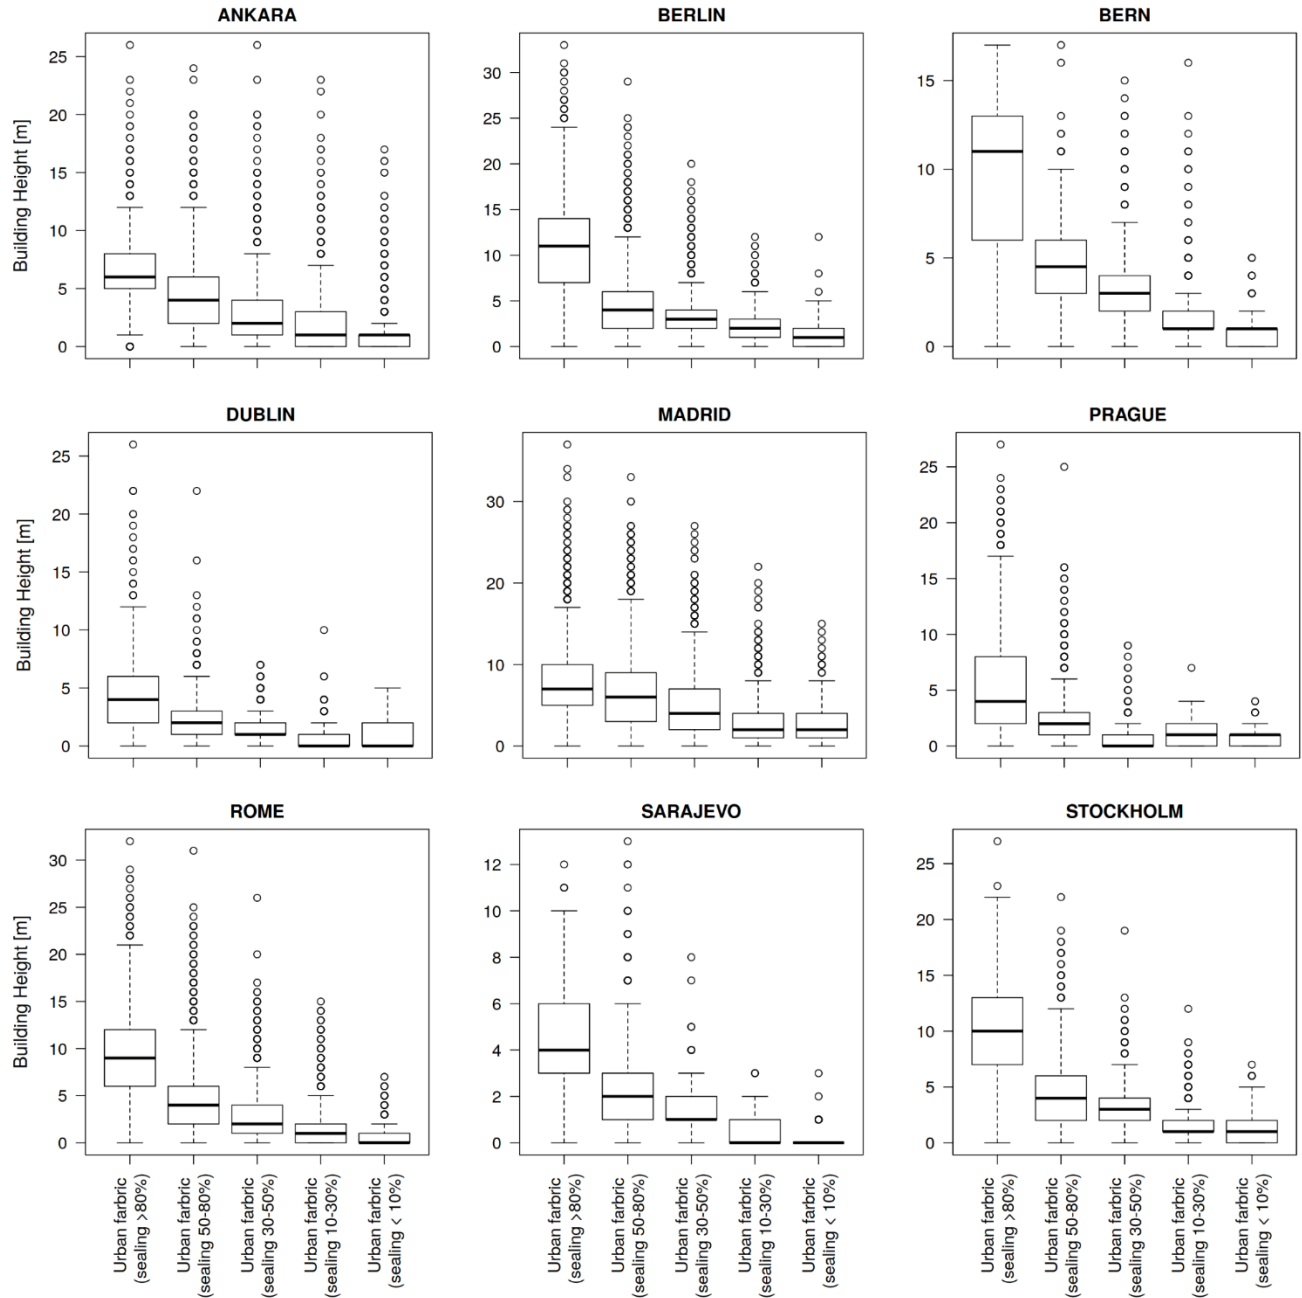 ANKARA
BERLIN
BERN
Building Height [m]
25
20
15
10
5
0
30
25
20
15
10
5
0
15
10
5
0
DUBLIN
MADRID
PRAGUE
Building Height [m]
25
20
15
10
5
0
30
20
10
0
25
20
15
10
5
0
ROME
SARAJEVO
STOCKHOLM
Building Height [m]
30
25
20
15
10
5
0
12
10
8
6
4
2
0
25
20
15
10
5
0
Urban farbric
(sealing >80%)
Urban farbric
(sealing 50-80%)
Urban farbric
(sealing 30-50%)
Urban farbric
(sealing 10-30%)
Urban farbric
(sealing < 10%)
Urban farbric
(sealing >80%)
Urban farbric
(sealing 50-80%)
Urban farbric
(sealing 30-50%)
Urban farbric
(sealing 10-30%)
Urban farbric
(sealing < 10%)
Urban farbric
(sealing >80%)
Urban farbric
(sealing 50-80%)
Urban farbric
(sealing 30-50%)
Urban farbric
(sealing 10-30%)
Urban farbric
(sealing < 10%)